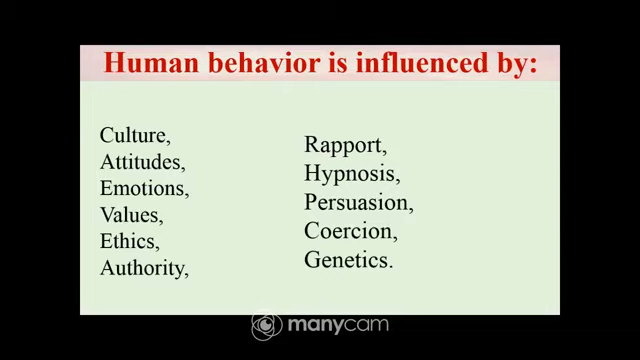 Human behavior is influenced by:
Culture,
Attitudes,
Emotions,
Values,
Ethics,
Authority,
Rapport,
Hypnosis,
Persuasion,
Coercion,
Genetics.
manycam